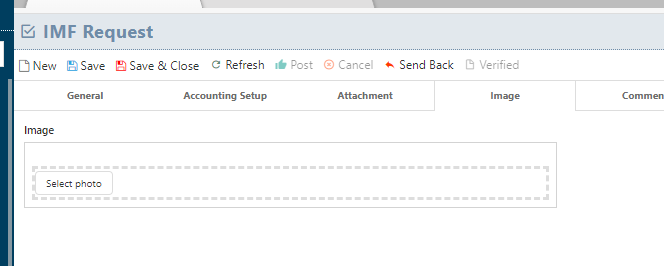 IMF Request
New Save Save & Close Refresh Post Cancel Send Back Verified
General Accounting Setup Attachment Image Commen
Image
Select photo